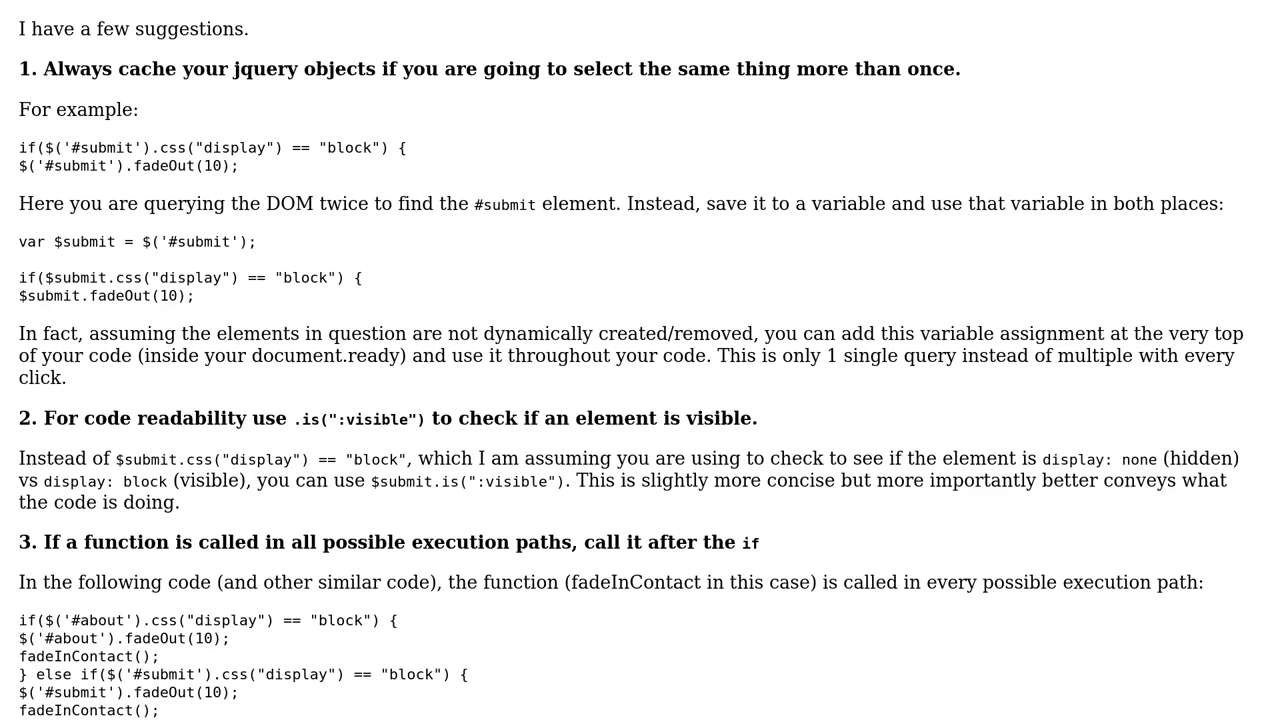 I have a few suggestions.
1. Always cache your jquery objects if you are going to select the same thing more than once.
For example:
if($('#submit').css("display") == "block") {
$('#submit').fadeOut(10);
Here you are querying the DOM twice to find the #submit element. Instead, save it to a variable and use that variable in both places:
var $submit = $('#submit');
if($submit.css("display") == "block") {
$submit.fadeOut(10);
In fact, assuming the elements in question are not dynamically created/removed, you can add this variable assignment at the very top
of your code (inside your document.ready) and use it throughout your code. This is only 1 single query instead of multiple with every
click.
2. For code readability use .is(":visible") to check if an element is visible.
Instead of $submit.css("display") == "block", which I am assuming you are using to check to see if the element is display: none (hidden)
vs display: block (visible), you can use $submit.is(":visible"). This is slightly more concise but more importantly better conveys what
the code is doing.
3. If a function is called in all possible execution paths, call it after the if
In the following code (and other similar code), the function (fadeInContact in this case) is called in every possible execution path:
if($('#about').css("display") == "block") {
$('#about').fadeOut(10);
fadeInContact();
} else if($('#submit').css("display") == "block") {
$('#submit').fadeOut(10);
fadeInContact();